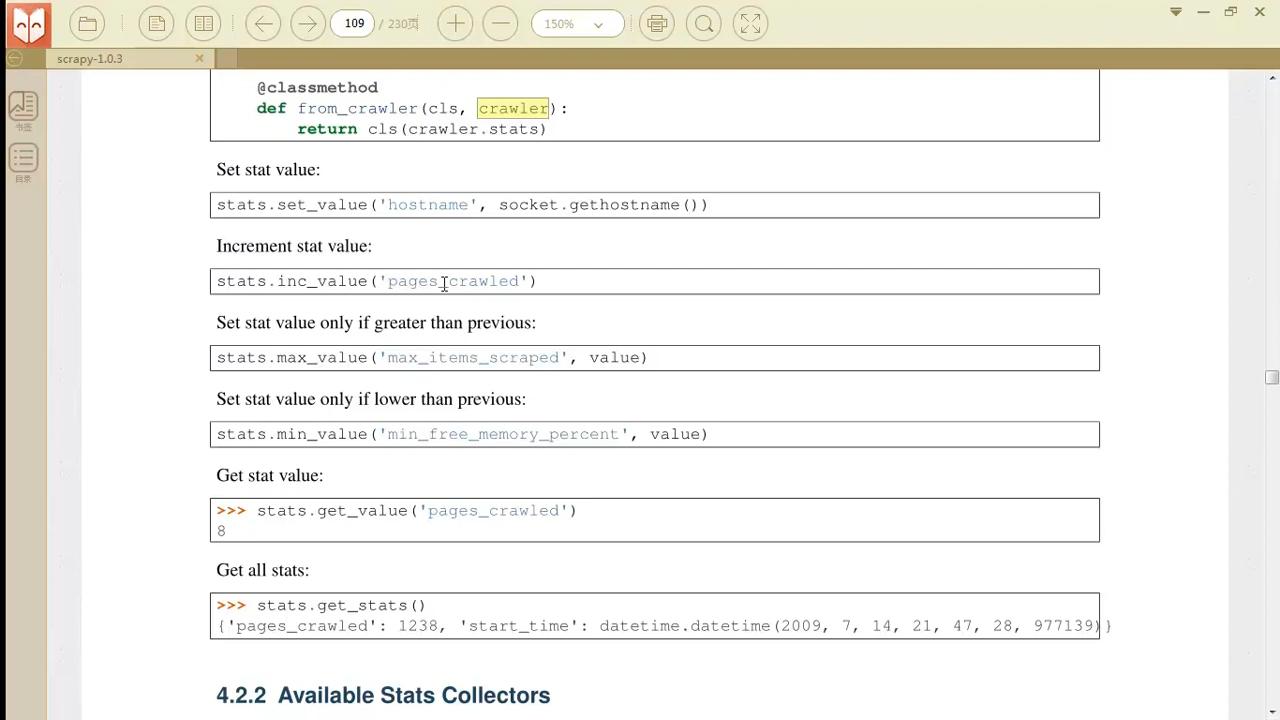 109 / 230页
150%
scrapy-1.0.3
书签
目录
@classmethod
def from_crawler(cls, crawler):
return cls(crawler.stats)
Set stat value:
stats.set_value('hostname', socket.gethostname())
Increment stat value:
stats.inc_value('pages_crawled')
Set stat value only if greater than previous:
stats.max_value('max_items_scraped', value)
Set stat value only if lower than previous:
stats.min_value('min_free_memory_percent', value)
Get stat value:
>>> stats.get_value('pages_crawled')
8
Get all stats:
>>> stats.get_stats()
{'pages_crawled': 1238, 'start_time': datetime.datetime(2009, 7, 14, 21, 47, 28, 977139)}
4.2.2 Available Stats Collectors